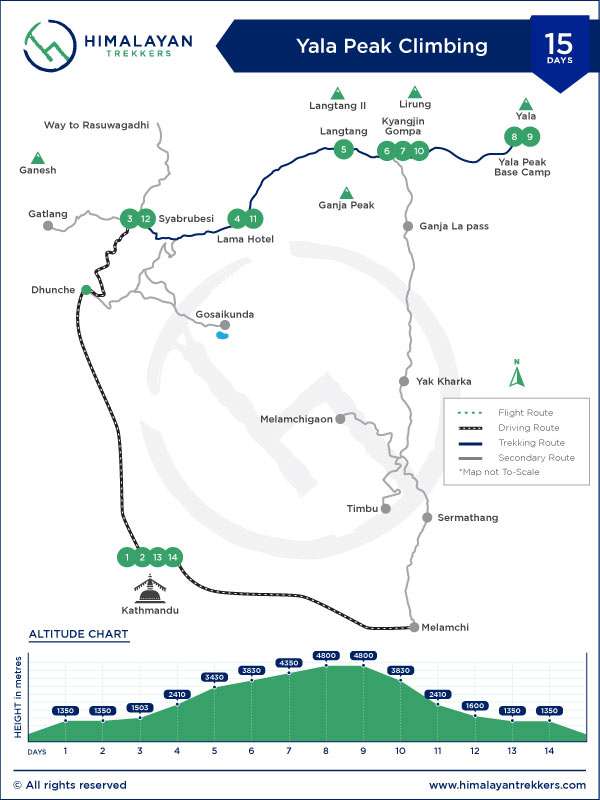 HIMALAYAN
TREKKERS
Yala Peak Climbing
15
DAYS
Langtang II
Lirung
Yala
Way to Rasuwagadhi
Langtang
Kyangjin
Gompa
5
6 7 10
8 9
Yala Peak
Base Camp
Ganesh
Ganja Peak
Gatlang
3 12
Syabrubesi
4 11
Lama Hotel
Ganja La pass
Dhunche
Gosaikunda
N
Yak Kharka
Flight Route
Driving Route
Trekking Route
Secondary Route
*Map not To-Scale
Melamchigaon
Timbu
Sermathang
1 2 13 14
Kathmandu
Melamchi
ALTITUDE CHART
HEIGHT in metres
1350 1350 1503 2410 3430 3830 4350 4800 4800 3830 2410 1600 1350 1350
DAYS 1 2 3 4 5 6 7 8 9 10 11 12 13 14
© All rights reserved
www.himalayantrekkers.com